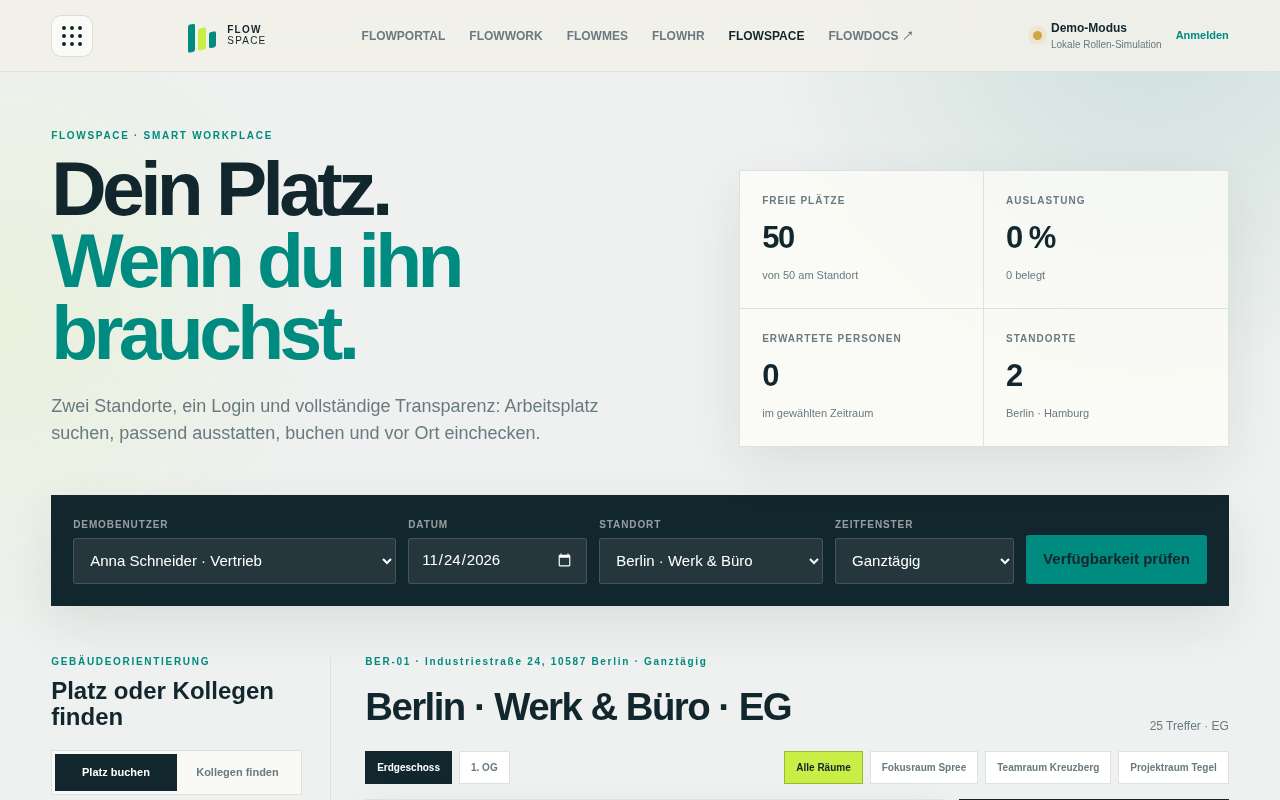 FLOW
SPACE
FLOWPORTAL FLOWWORK FLOWMES FLOWHR FLOWSPACE FLOWDOCS ↗
Demo-Modus
Lokale Rollen-Simulation
Anmelden
FLOWSPACE · SMART WORKPLACE
Dein Platz.
Wenn du ihn
brauchst.
Zwei Standorte, ein Login und vollständige Transparenz: Arbeitsplatz
suchen, passend ausstatten, buchen und vor Ort einchecken.
FREIE PLÄTZE
50
von 50 am Standort
AUSLASTUNG
0 %
0 belegt
ERWARTETE PERSONEN
0
im gewählten Zeitraum
STANDORTE
2
Berlin · Hamburg
DEMOBENUTZER
Anna Schneider · Vertrieb
DATUM
11/24/2026
STANDORT
Berlin · Werk & Büro
ZEITFENSTER
Ganztägig
Verfügbarkeit prüfen
GEBÄUDEORIENTIERUNG
Platz oder Kollegen
finden
Platz buchen Kollegen finden
BER-01 · Industriestraße 24, 10587 Berlin · Ganztägig
Berlin · Werk & Büro · EG
25 Treffer · EG
Erdgeschoss 1. OG
Alle Räume Fokusraum Spree Teamraum Kreuzberg Projektraum Tegel